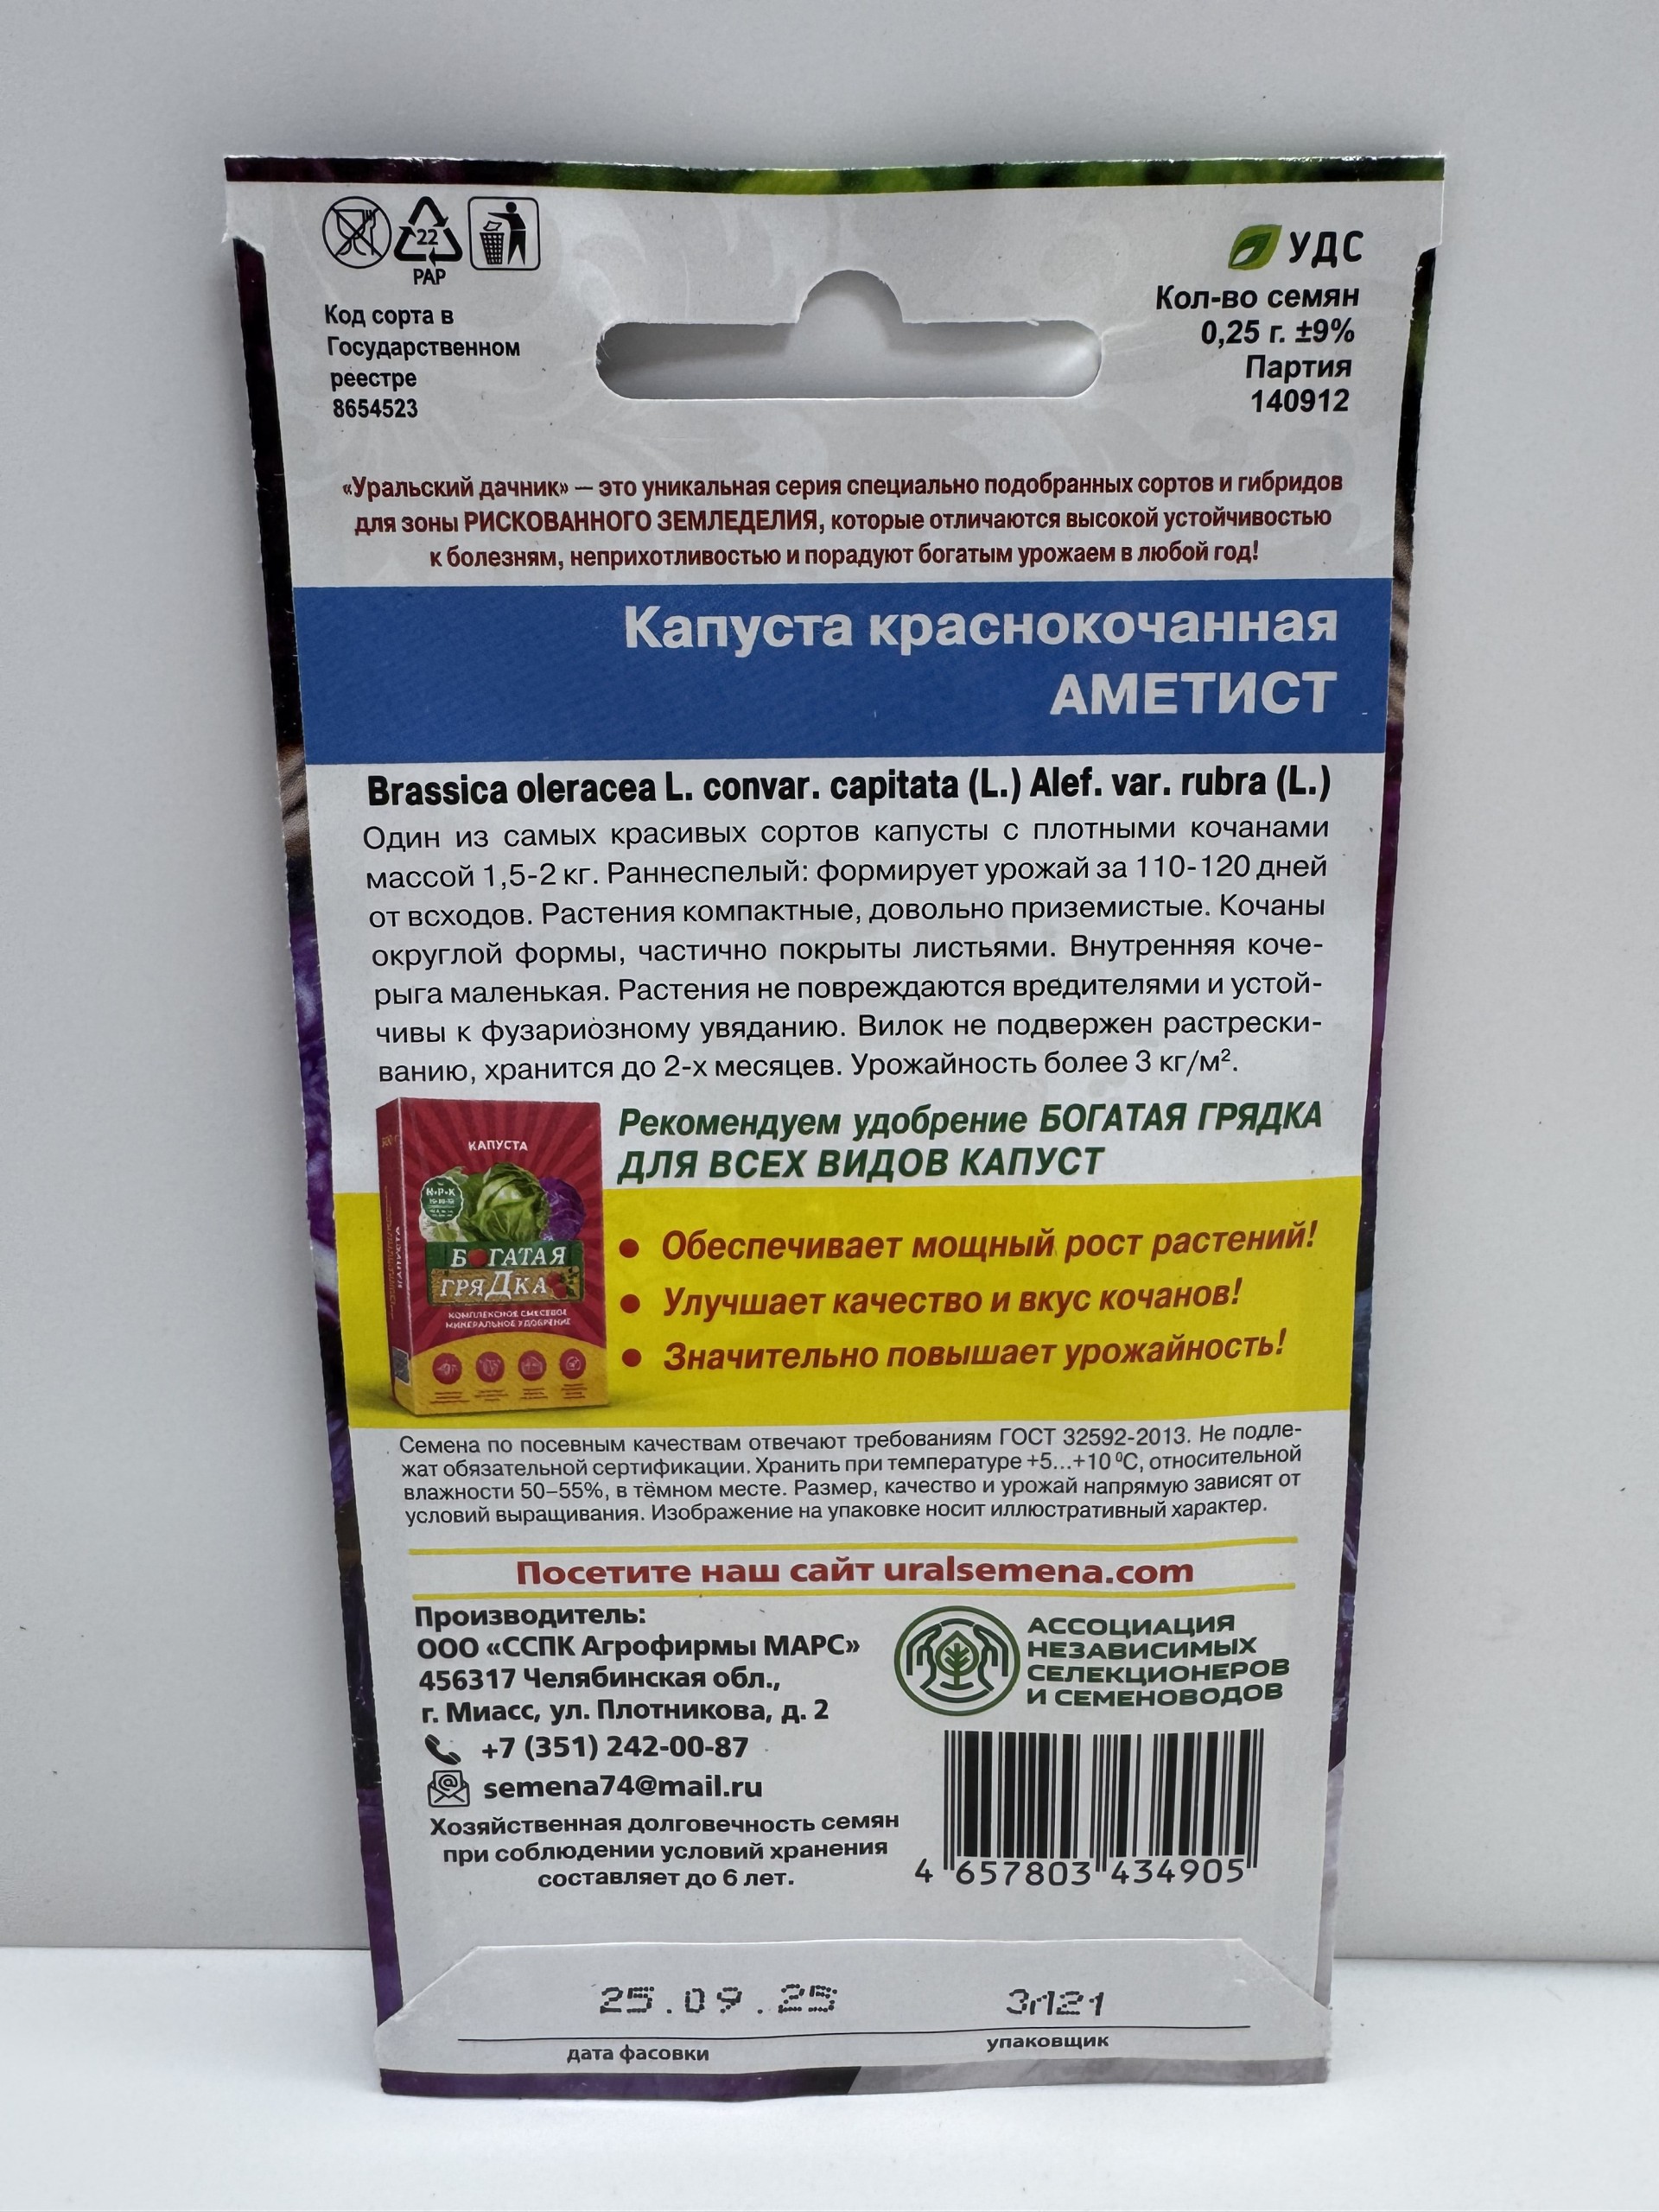 22
PAP
Код сорта в
Государственном
реестре
8654523
УДС
Кол-во семян
0,25 г. ±9%
Партия
140912
«Уральский дачник» — это уникальная серия специально подобранных сортов и гибридов
для зоны РИСКОВАННОГО ЗЕМЛЕДЕЛИЯ, которые отличаются высокой устойчивостью
к болезням, неприхотливостью и порадуют богатым урожаем в любой год!
Капуста краснокочанная
АМЕТИСТ
Brassica oleracea L. convar. capitata (L.) Alef. var. rubra (L.)
Один из самых красивых сортов капусты с плотными кочанами
массой 1,5-2 кг. Раннеспелый: формирует урожай за 110-120 дней
от всходов. Растения компактные, довольно приземистые. Кочаны
округлой формы, частично покрыты листьями. Внутренняя коче-
рыга маленькая. Растения не повреждаются вредителями и устой-
чивы к фузариозному увяданию. Вилок не подвержен растрески-
ванию, хранится до 2-х месяцев. Урожайность более 3 кг/м².
Рекомендуем удобрение БОГАТАЯ ГРЯДКА
ДЛЯ ВСЕХ ВИДОВ КАПУСТ
КАПУСТА
N-P-K
БОГАТАЯ
ГРЯДКА
КОМПЛЕКСНОЕ СМЕСЕВОЕ
МИНЕРАЛЬНОЕ УДОБРЕНИЕ
КАПУСТА
• Обеспечивает мощный рост растений!
• Улучшает качество и вкус кочанов!
• Значительно повышает урожайность!
Семена по посевным качествам отвечают требованиям ГОСТ 32592-2013. Не подле-
жат обязательной сертификации. Хранить при температуре +5...+10 ⁰С, относительной
влажности 50–55%, в тёмном месте. Размер, качество и урожай напрямую зависят от
условий выращивания. Изображение на упаковке носит иллюстративный характер.
Посетите наш сайт uralsemena.com
Производитель:
ООО «ССПК Агрофирмы МАРС»
456317 Челябинская обл.,
г. Миасс, ул. Плотникова, д. 2
+7 (351) 242-00-87
semena74@mail.ru
Хозяйственная долговечность семян
при соблюдении условий хранения
составляет до 6 лет.
АССОЦИАЦИЯ
НЕЗАВИСИМЫХ
СЕЛЕКЦИОНЕРОВ
И СЕМЕНОВОДОВ
4 657803 434905
25.09.25
дата фасовки
упаковщик